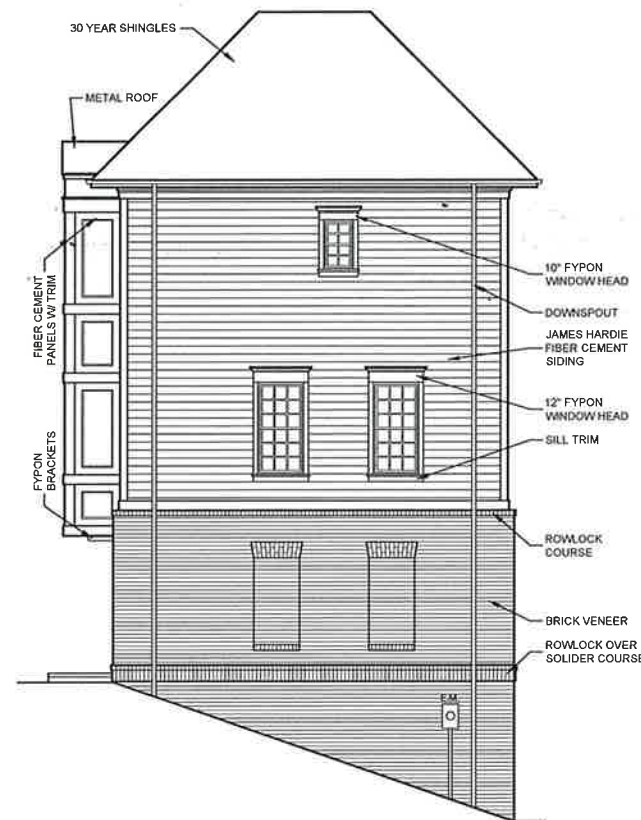 30 YEAR SHINGLES
METAL ROOF
FIBER CEMENT
PANELS W/ TRIM
FYPON
BRACKETS
10" FYPON
WINDOW HEAD
DOWNSPOUT
JAMES HARDIE
FIBER CEMENT
SIDING
12" FYPON
WINDOW HEAD
SILL TRIM
ROWLOCK
COURSE
BRICK VENEER
ROWLOCK OVER
SOLIDER COURSE
E.M.